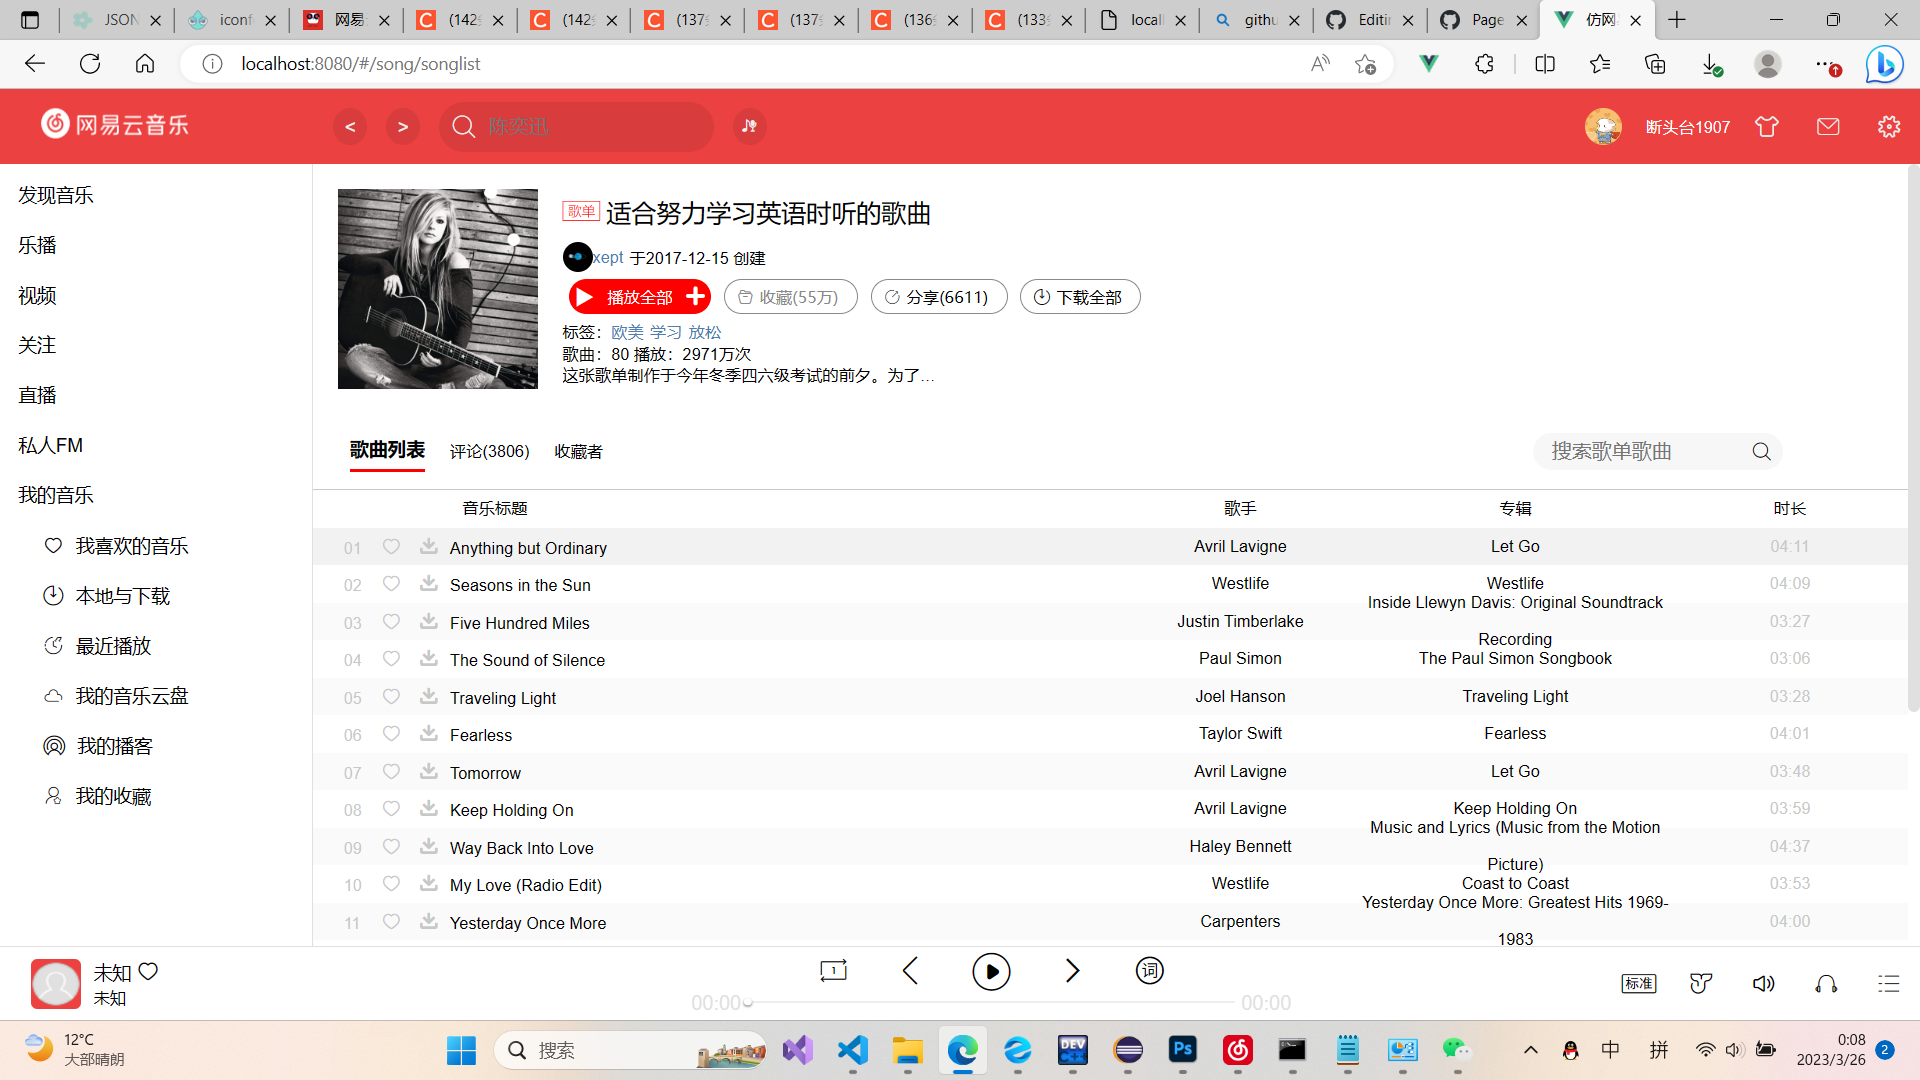 JSON
iconf
网易
(142
(142
(137
(137
(136
(133
locall
githu
Editin
Page
仿网
localhost:8080/#/song/songlist
网易云音乐
<
>
陈奕迅
断头台1907
发现音乐
乐播
视频
关注
直播
私人FM
我的音乐
我喜欢的音乐
本地与下载
最近播放
我的音乐云盘
我的播客
我的收藏
歌单 适合努力学习英语时听的歌曲
xept 于2017-12-15 创建
播放全部 收藏(55万) 分享(6611) 下载全部
标签：欧美 学习 放松
歌曲：80 播放：2971万次
这张歌单制作于今年冬季四六级考试的前夕。为了…
歌曲列表 评论(3806) 收藏者 搜索歌单歌曲
音乐标题 歌手 专辑 时长
01 Anything but Ordinary Avril Lavigne Let Go 04:11
02 Seasons in the Sun Westlife Westlife 04:09
03 Five Hundred Miles Justin Timberlake Inside Llewyn Davis: Original Soundtrack Recording 03:27
04 The Sound of Silence Paul Simon The Paul Simon Songbook 03:06
05 Traveling Light Joel Hanson Traveling Light 03:28
06 Fearless Taylor Swift Fearless 04:01
07 Tomorrow Avril Lavigne Let Go 03:48
08 Keep Holding On Avril Lavigne Keep Holding On 03:59
09 Way Back Into Love Haley Bennett Music and Lyrics (Music from the Motion Picture) 04:37
10 My Love (Radio Edit) Westlife Coast to Coast 03:53
11 Yesterday Once More Carpenters Yesterday Once More: Greatest Hits 1969-1983 04:00
未知
未知
1
词
00:00
00:00
标准
12°C
大部晴朗
搜索
DEV
Ps
中
拼
0:08
2023/3/26
2